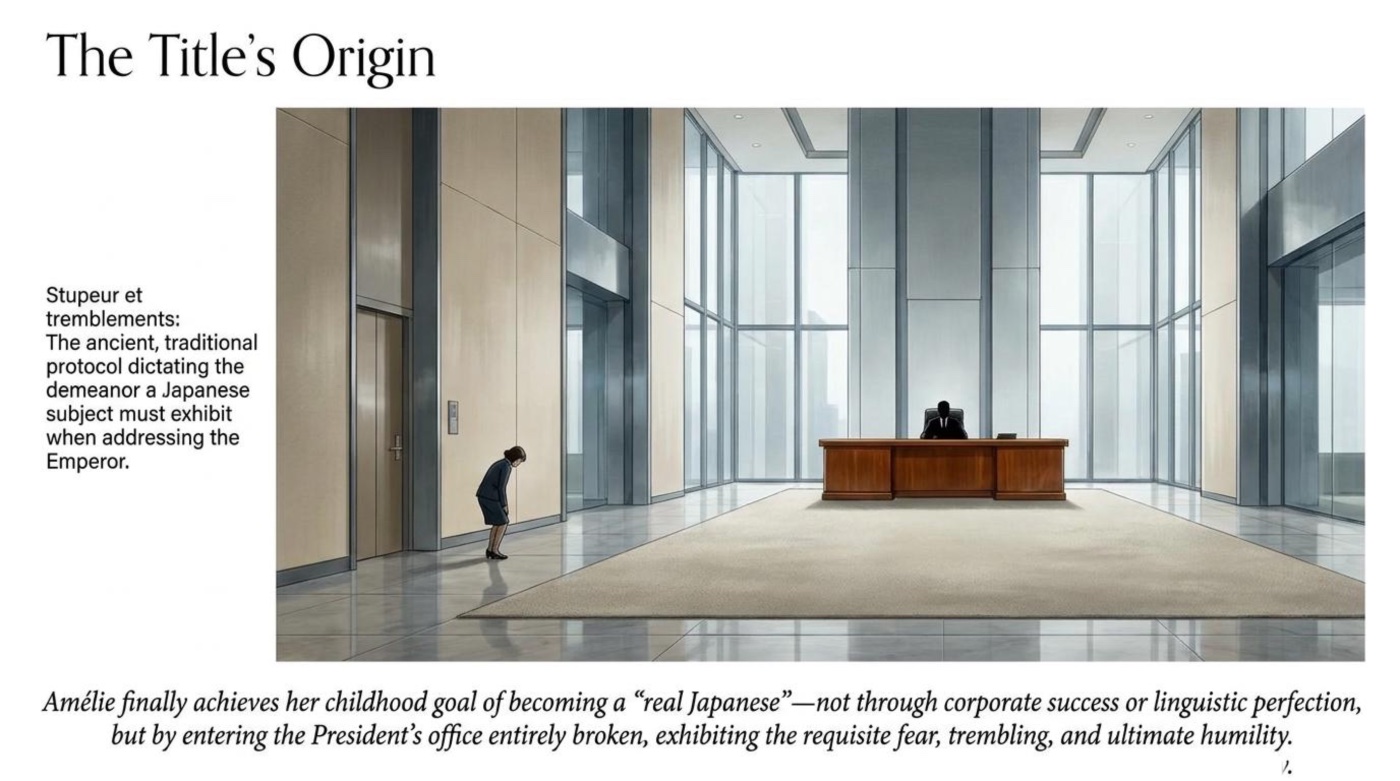 The Title’s Origin
Stupeur et
tremblements:
The ancient, traditional
protocol dictating the
demeanor a Japanese
subject must exhibit
when addressing the
Emperor.
Amélie finally achieves her childhood goal of becoming a “real Japanese”—not through corporate success or linguistic perfection,
but by entering the President’s office entirely broken, exhibiting the requisite fear, trembling, and ultimate humility.